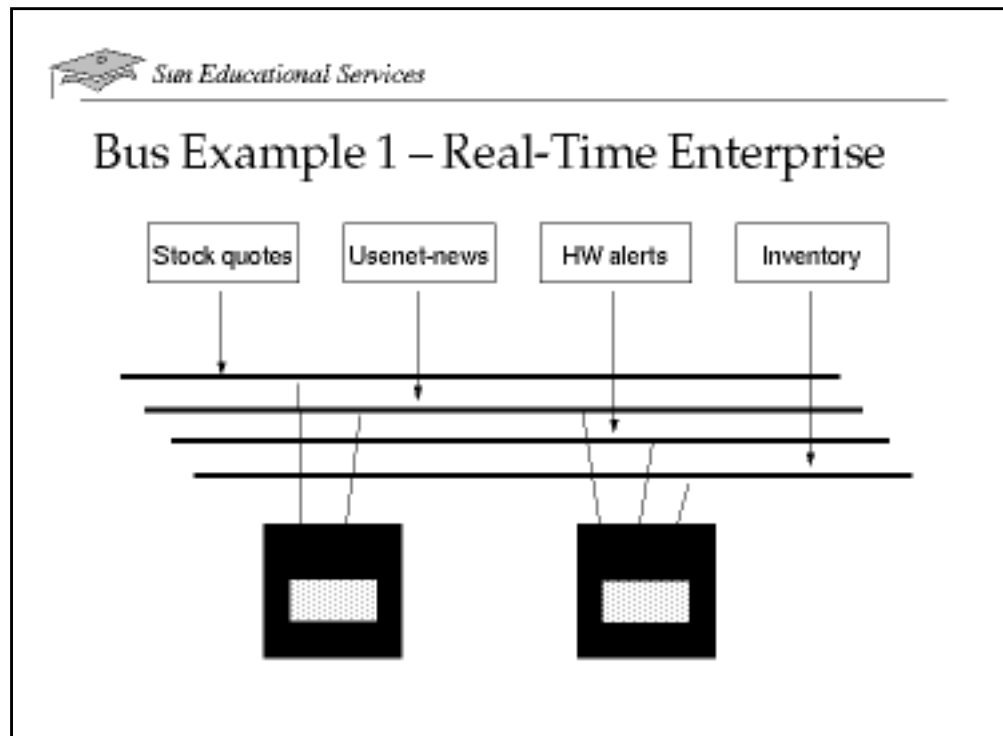 Sun Educational Services
Bus Example 1 – Real-Time Enterprise
Stock quotes
Usenet-news
HW alerts
Inventory